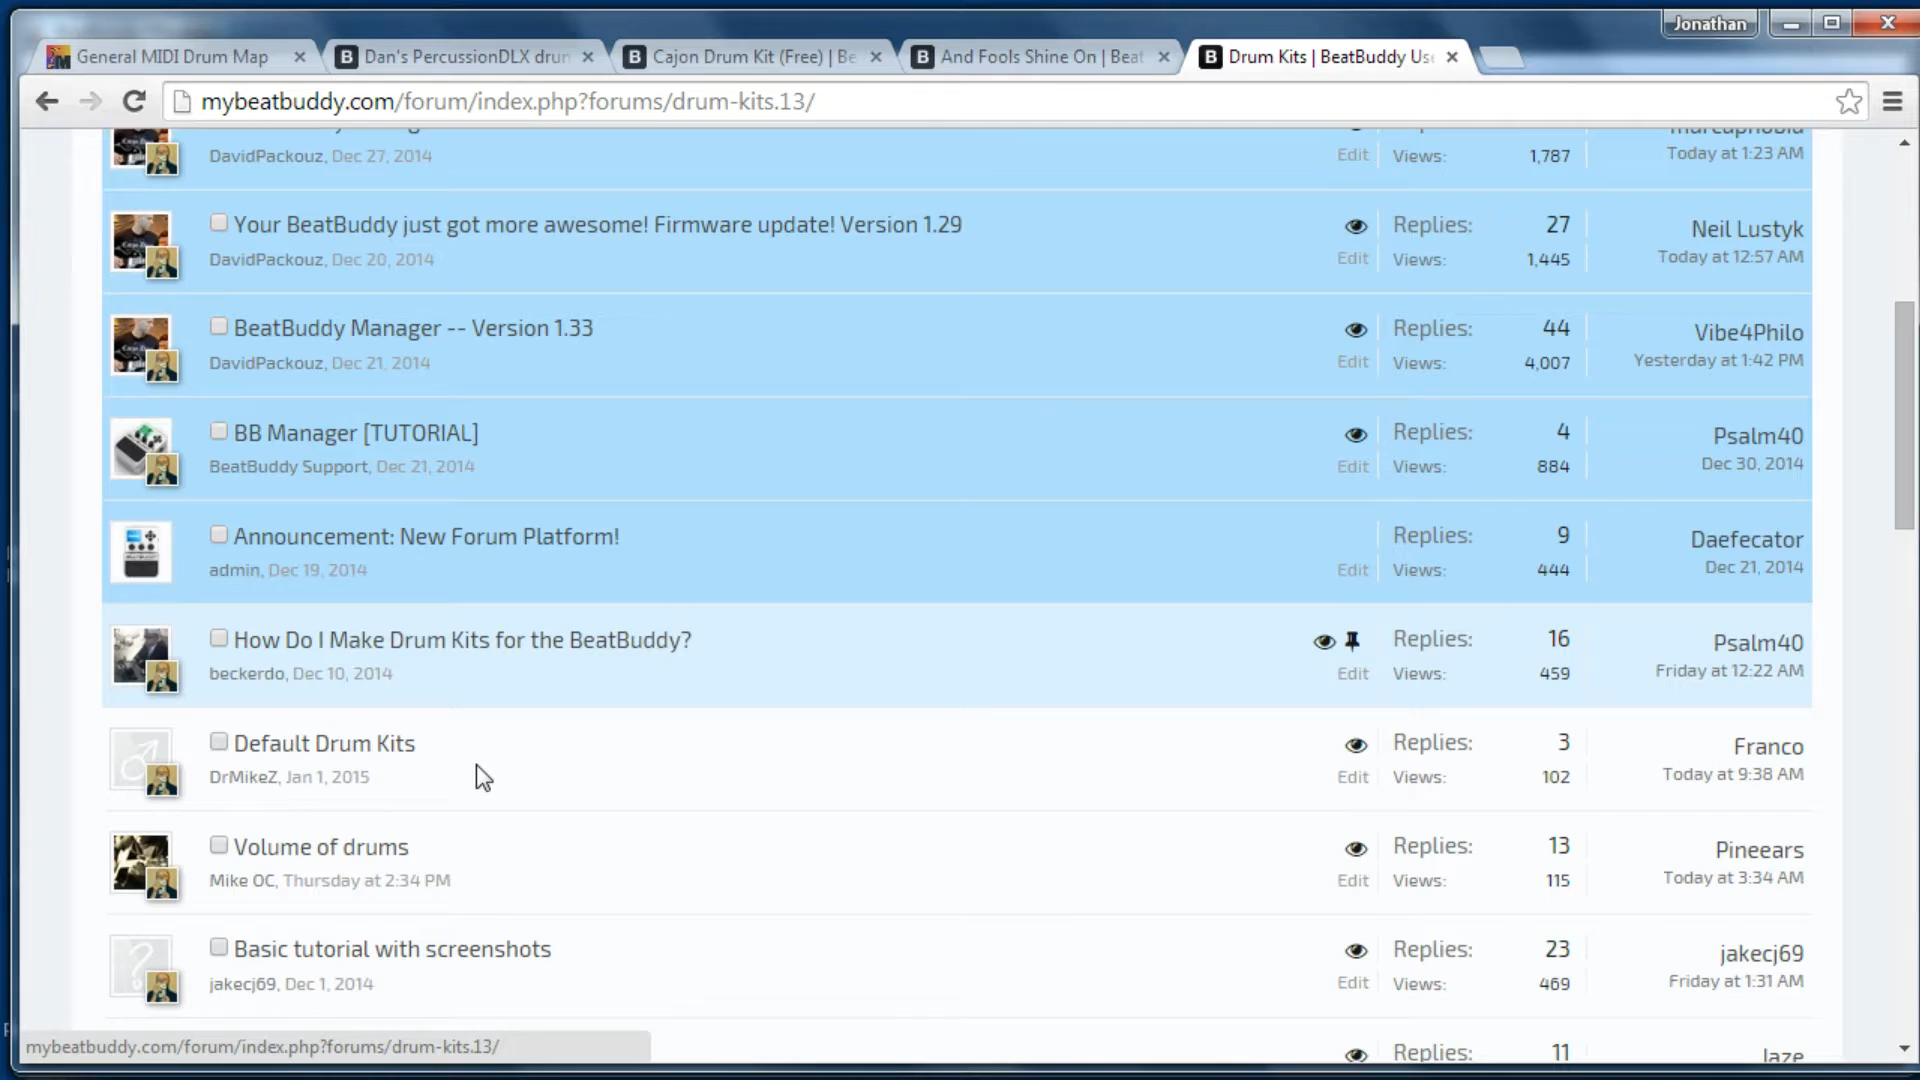 Jonathan
General MIDI Drum Map
Dan's PercussionDLX drun
Cajon Drum Kit (Free) | Be
And Fools Shine On | Beat
Drum Kits | BeatBuddy Use
mybeatbuddy.com/forum/index.php?forums/drum-kits.13/
DavidPackouz, Dec 27, 2014
Edit
Views: 1,787
Today at 1:23 AM
Your BeatBuddy just got more awesome! Firmware update! Version 1.29
Replies: 27
Neil Lustyk
DavidPackouz, Dec 20, 2014
Edit
Views: 1,445
Today at 12:57 AM
BeatBuddy Manager -- Version 1.33
Replies: 44
Vibe4Philo
DavidPackouz, Dec 21, 2014
Edit
Views: 4,007
Yesterday at 1:42 PM
BB Manager [TUTORIAL]
Replies: 4
Psalm40
BeatBuddy Support, Dec 21, 2014
Edit
Views: 884
Dec 30, 2014
Announcement: New Forum Platform!
Replies: 9
Daefecator
admin, Dec 19, 2014
Edit
Views: 444
Dec 21, 2014
How Do I Make Drum Kits for the BeatBuddy?
Replies: 16
Psalm40
beckerdo, Dec 10, 2014
Edit
Views: 459
Friday at 12:22 AM
Default Drum Kits
Replies: 3
Franco
DrMikeZ, Jan 1, 2015
Edit
Views: 102
Today at 9:38 AM
Volume of drums
Replies: 13
Pineears
Mike OC, Thursday at 2:34 PM
Edit
Views: 115
Today at 3:34 AM
Basic tutorial with screenshots
Replies: 23
jakecj69
jakecj69, Dec 1, 2014
Edit
Views: 469
Friday at 1:31 AM
Replies: 11
Jaze
mybeatbuddy.com/forum/index.php?forums/drum-kits.13/